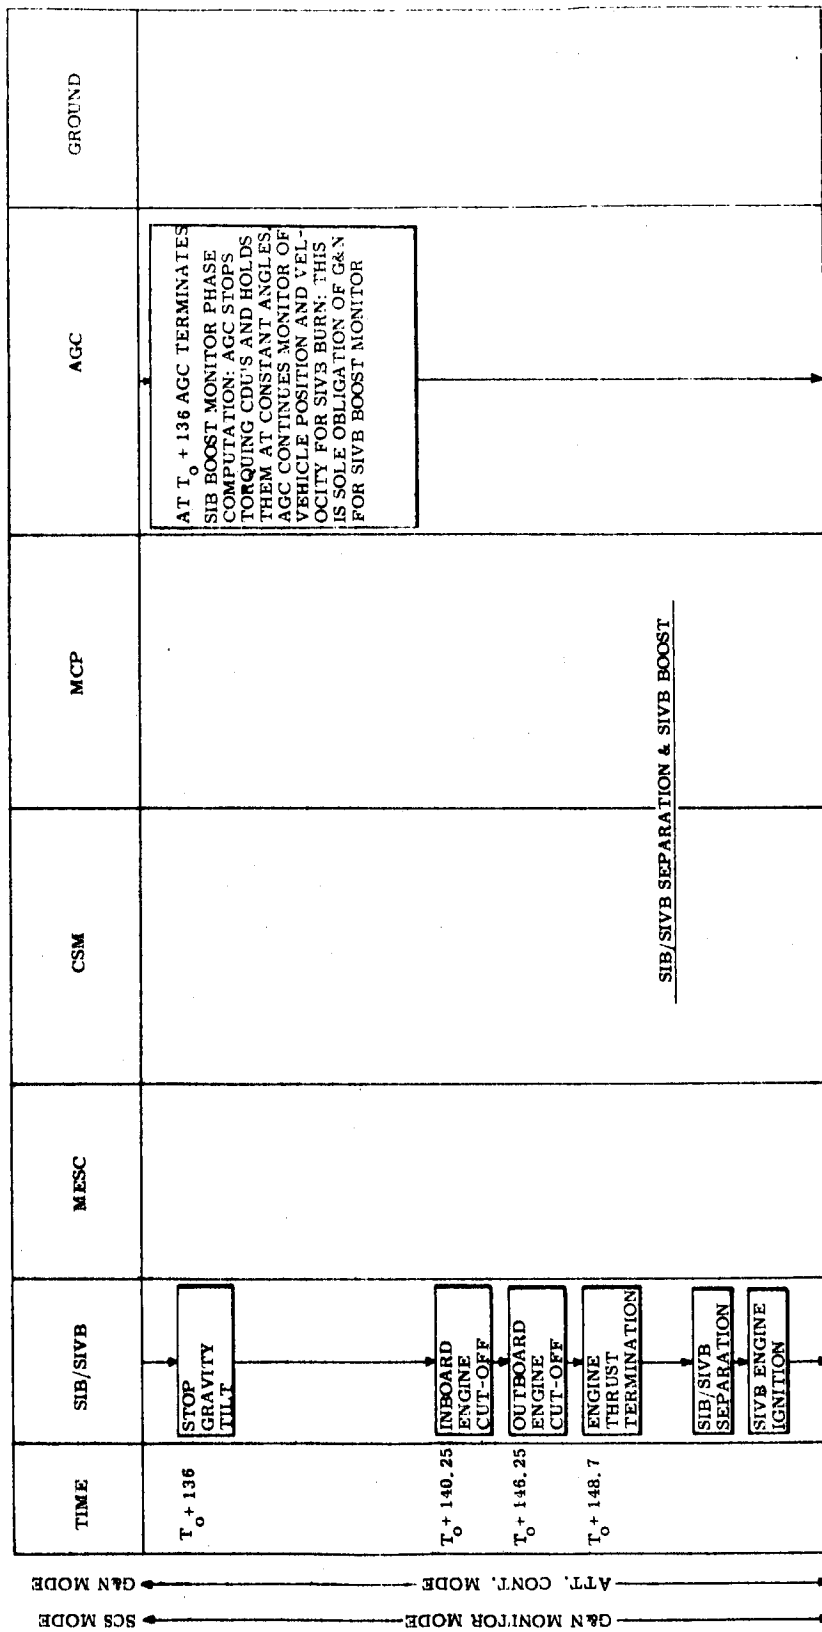 TIME
SIB/SIVB
MESC
CSM
MCP
AGC
GROUND
T₀ + 136
STOP
GRAVITY
TILT
AT T₀ + 136 AGC TERMINATES
SIB BOOST MONITOR PHASE
COMPUTATION: AGC STOPS
TORQUING CDU'S AND HOLDS
THEM AT CONSTANT ANGLES,
AGC CONTINUES MONITOR OF
VEHICLE POSITION AND VEL-
OCITY FOR SIVB BURN: THIS
IS SOLE OBLIGATION OF G&N
FOR SIVB BOOST MONITOR
T₀ + 140.25
INBOARD
ENGINE
CUT-OFF
T₀ + 146.25
OUTBOARD
ENGINE
CUT-OFF
T₀ + 148.7
ENGINE
THRUST
TERMINATION
SIB/SIVB SEPARATION & SIVB BOOST
SIB/SIVB
SEPARATION
SIVB ENGINE
IGNITION
G&N MODE
ATT. CONT. MODE
SCS MODE
G&N MONITOR MODE